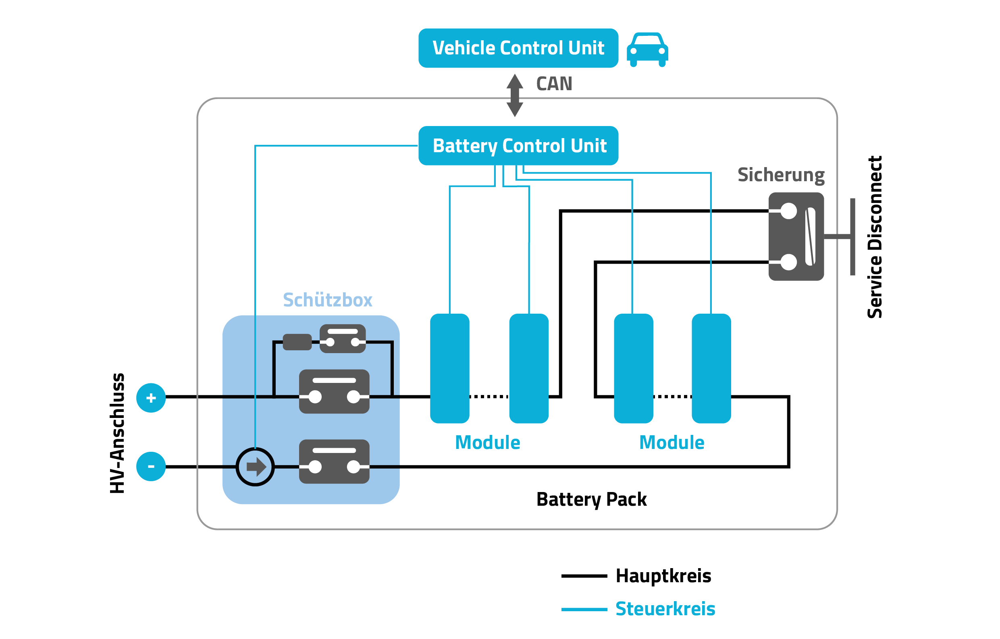 Vehicle Control Unit
CAN
Battery Control Unit
Sicherung
Service Disconnect
Schützbox
HV-Anschluss
+
-
Module
Module
Battery Pack
Hauptkreis
Steuerkreis